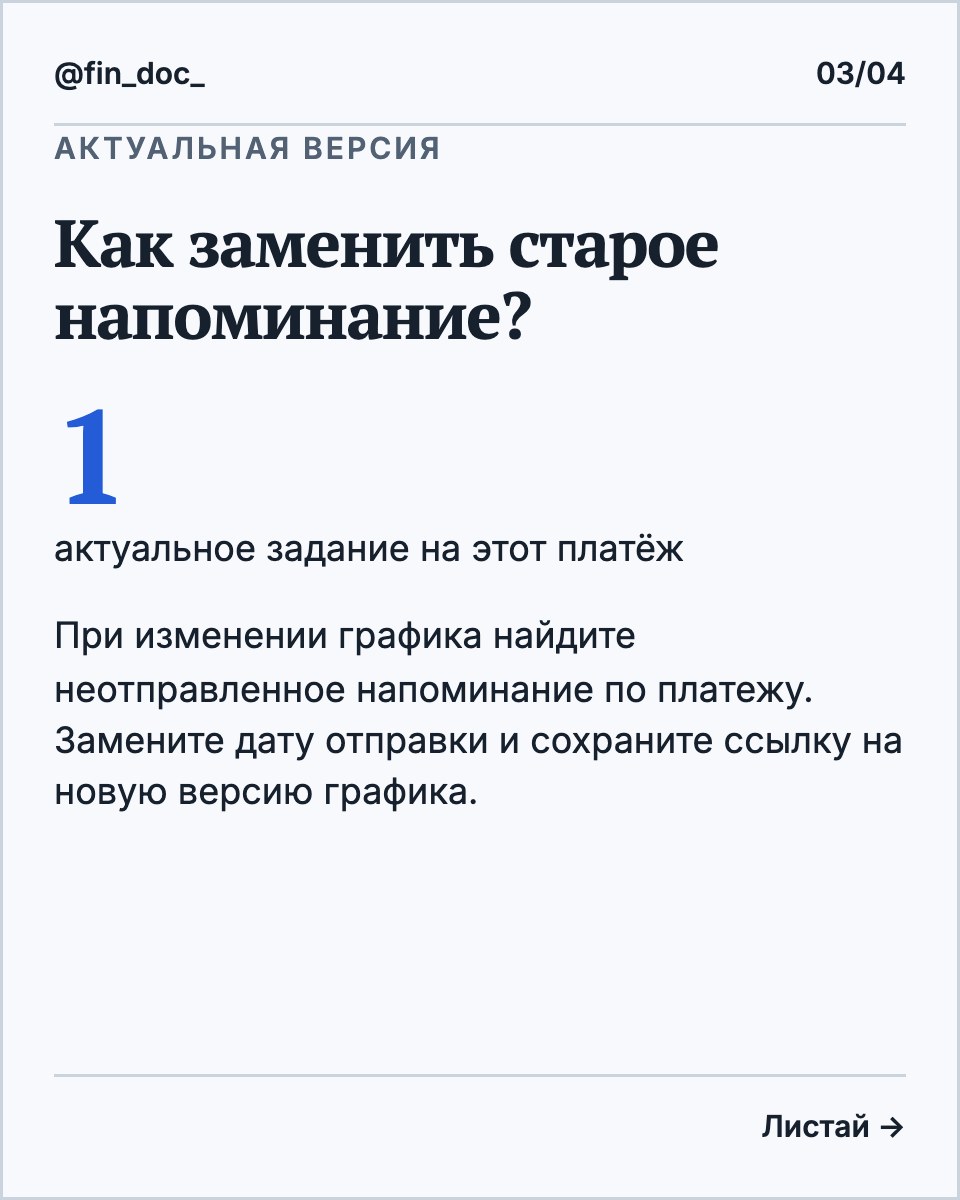 @fin_doc_
03/04
АКТУАЛЬНАЯ ВЕРСИЯ
Как заменить старое
напоминание?
1
актуальное задание на этот платёж
При изменении графика найдите
неотправленное напоминание по платежу.
Замените дату отправки и сохраните ссылку на
новую версию графика.
Листай →